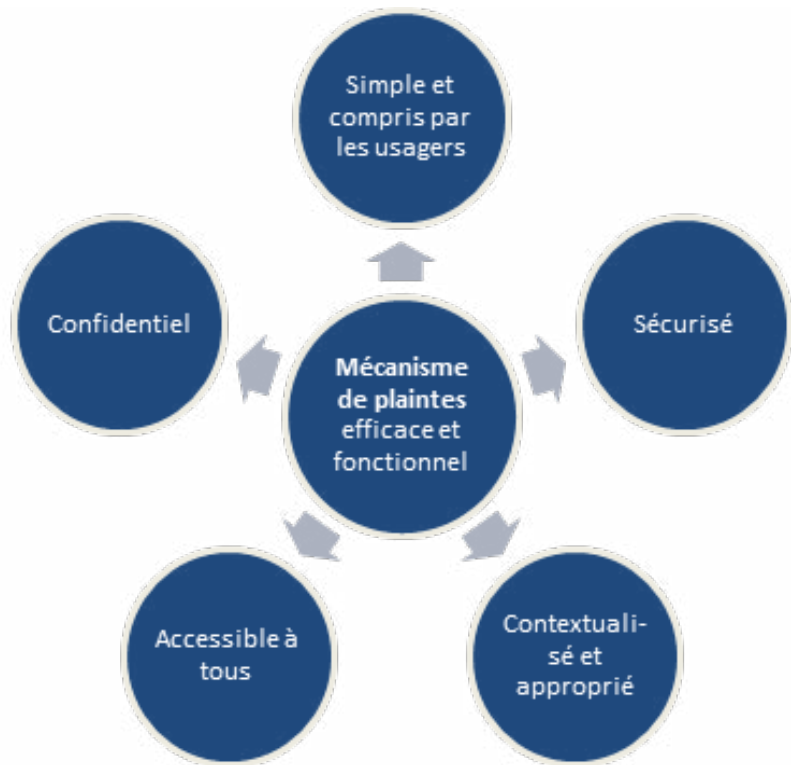 Simple et
compris par
les usagers
Confidentiel
Sécurisé
Mécanisme
de plaintes
efficace et
fonctionnel
Accessible à
tous
Contextuali-
sé et
approprié